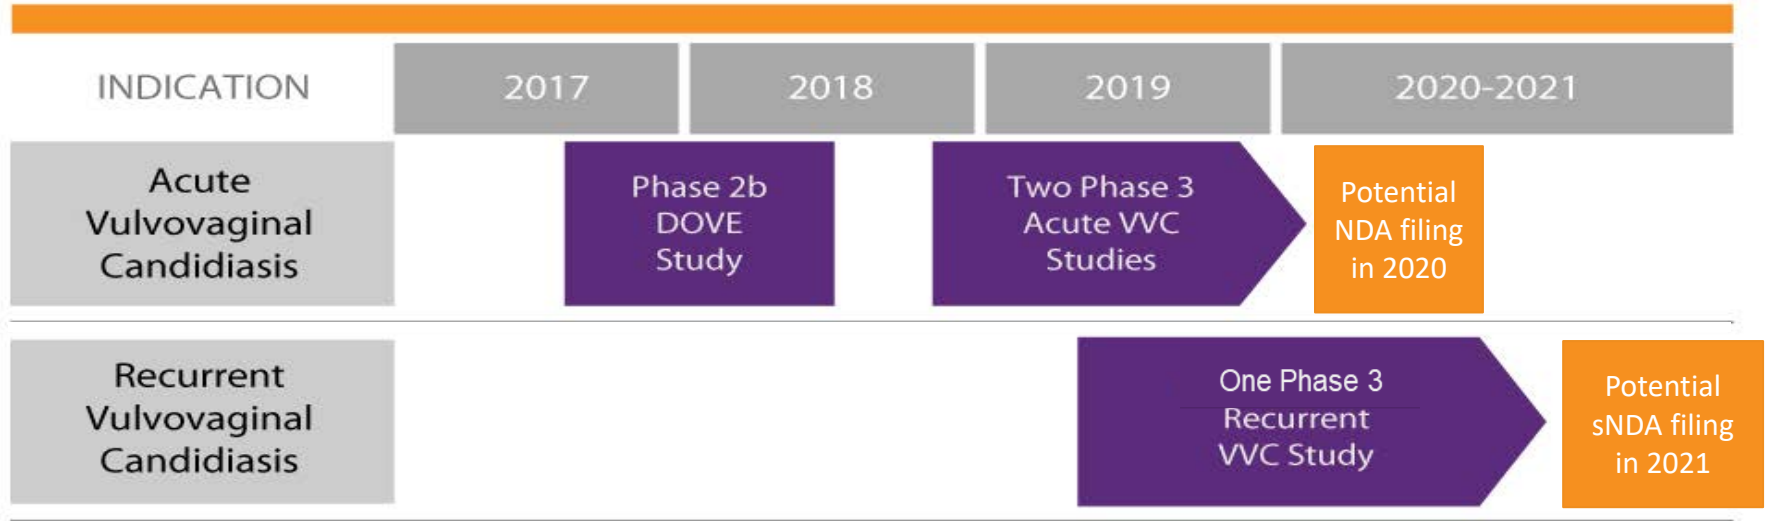 INDICATION
2017
2018
2019
2020-2021
Acute
Vulvovaginal
Candidiasis
Phase 2b
DOVE
Study
Two Phase 3
Acute VVC
Studies
Potential
NDA filing
in 2020
Recurrent
Vulvovaginal
Candidiasis
One Phase 3
Recurrent
VVC Study
Potential
sNDA filing
in 2021